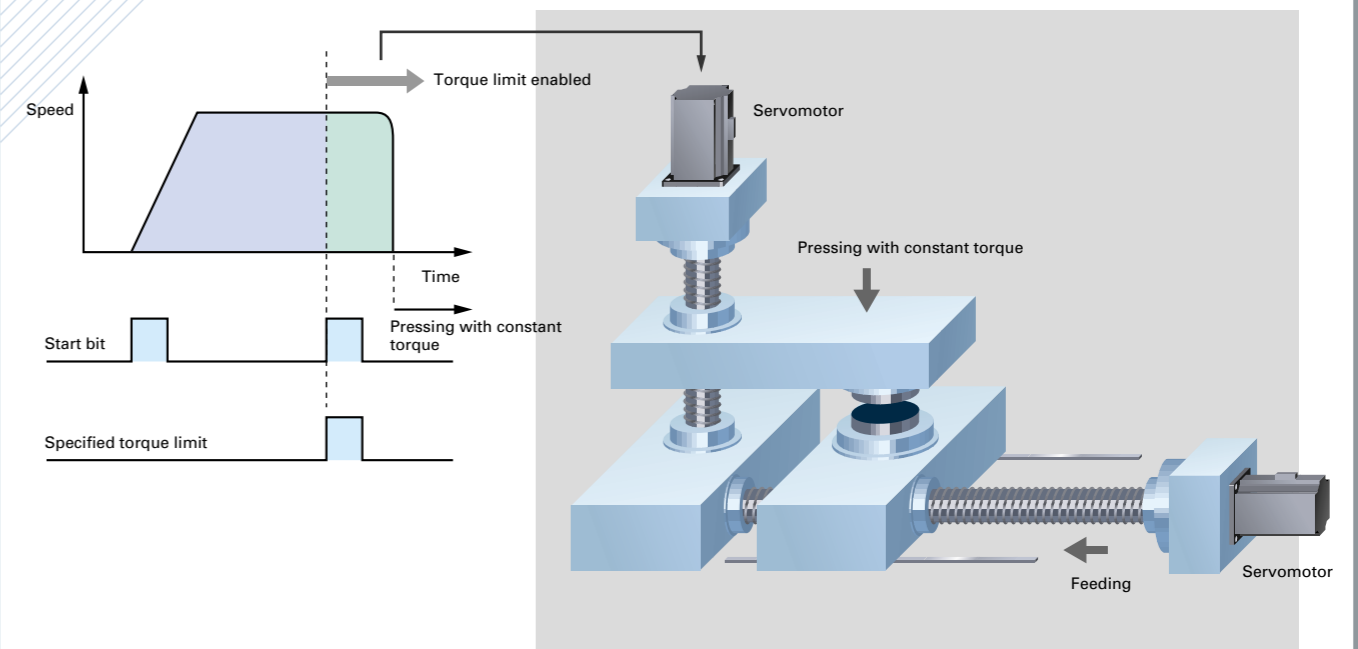 Torque limit enabled
Speed
Servomotor
Pressing with constant torque
Time
Pressing with constant
torque
Start bit
Specified torque limit
Feeding
Servomotor